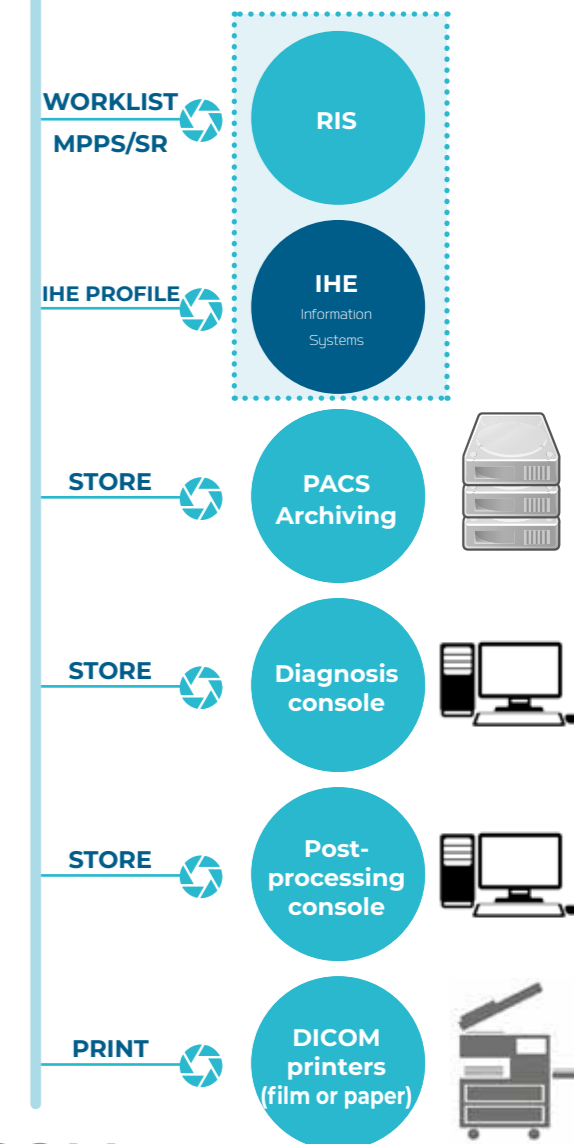 WORKLIST
MPPS/SR
RIS
IHE PROFILE
IHE
Information
Systems
STORE
PACS
Archiving
STORE
Diagnosis
console
STORE
Post-
processing
console
PRINT
DICOM
printers
(film or paper)